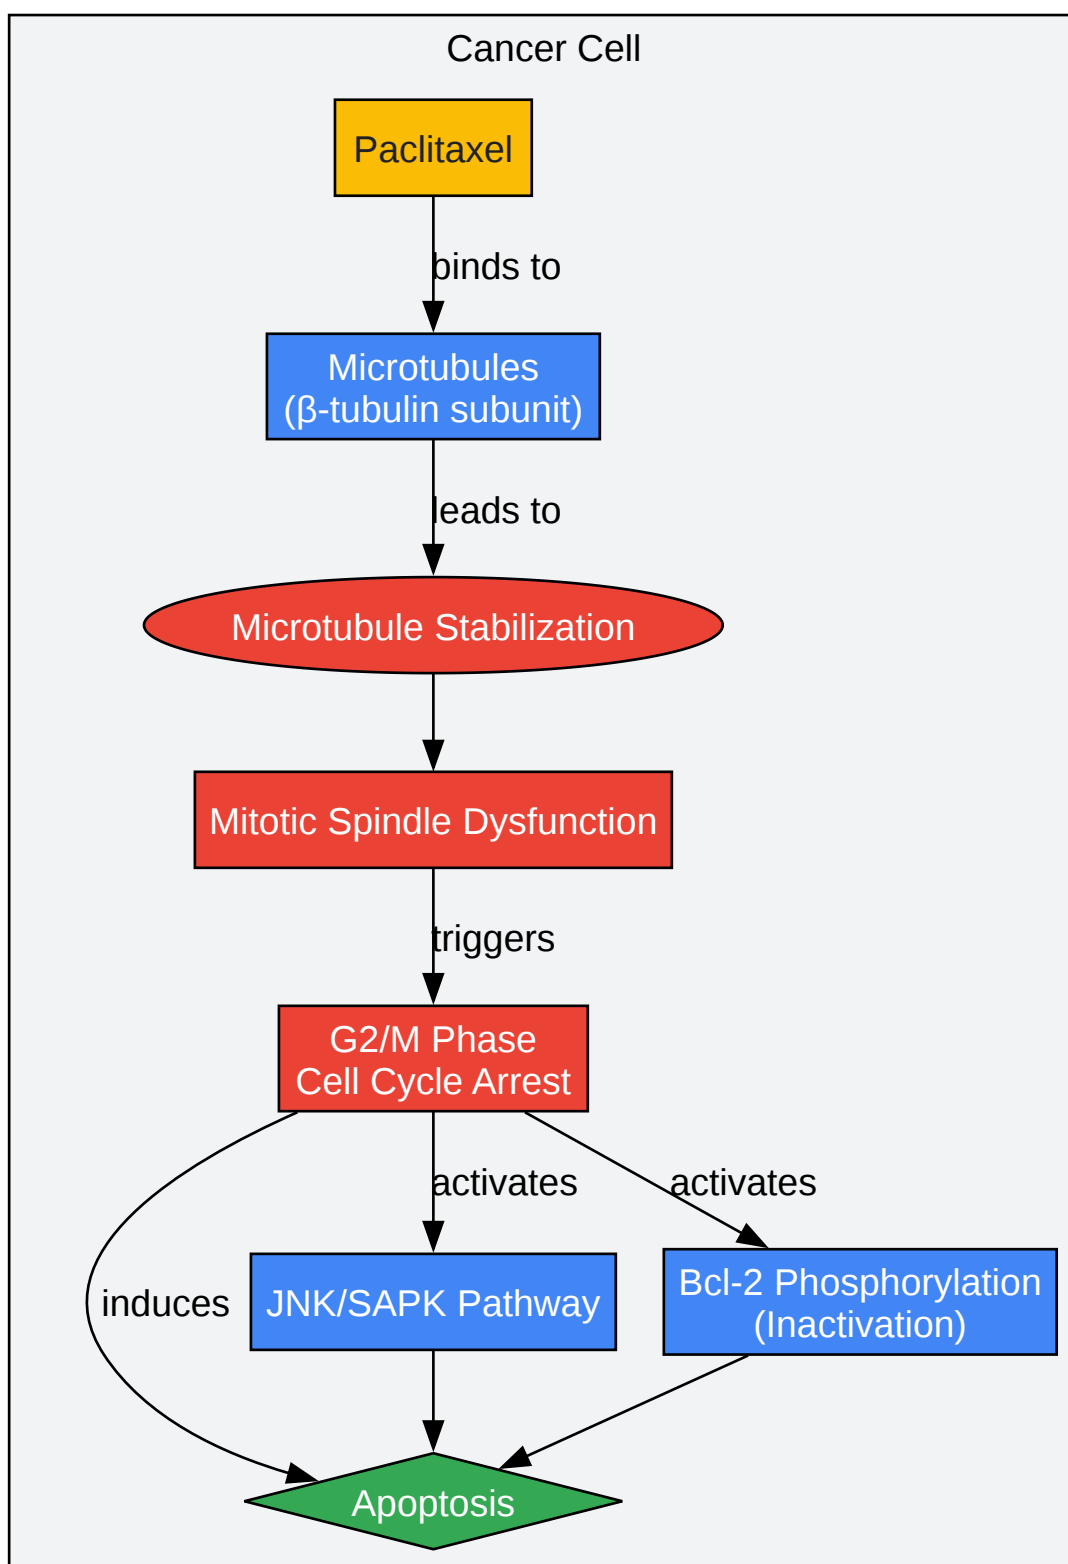 Cancer Cell
Paclitaxel
binds to
Microtubules
(β-tubulin subunit)
leads to
Microtubule Stabilization
Mitotic Spindle Dysfunction
triggers
G2/M Phase
Cell Cycle Arrest
activates
activates
induces
JNK/SAPK Pathway
Bcl-2 Phosphorylation
(Inactivation)
Apoptosis